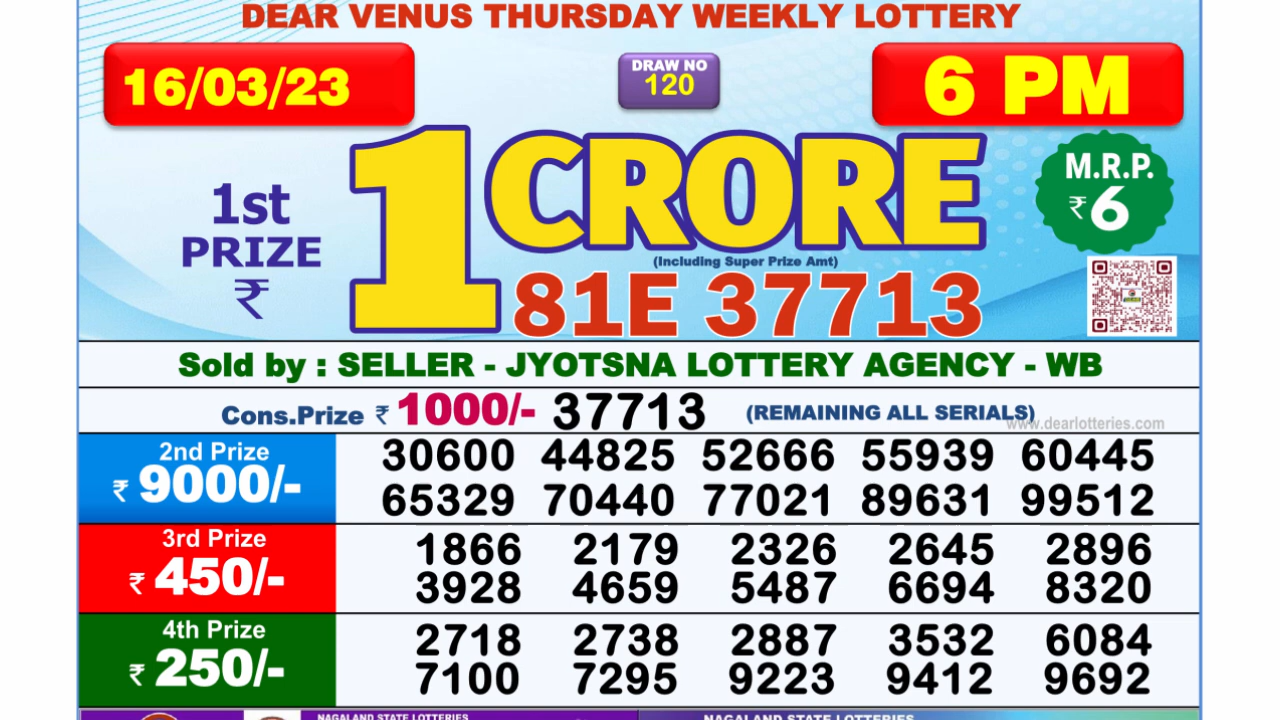 DEAR VENUS THURSDAY WEEKLY LOTTERY
16/03/23
DRAW NO
120
6 PM
1st
PRIZE
₹
1 CRORE
(Including Super Prize Amt)
81E 37713
M.R.P.
₹6
Sold by : SELLER - JYOTSNA LOTTERY AGENCY - WB
Cons.Prize ₹ 1000/- 37713 (REMAINING ALL SERIALS)
www.dearlotteries.com
2nd Prize
₹ 9000/-
30600 44825 52666 55939 60445
65329 70440 77021 89631 99512
3rd Prize
₹ 450/-
1866 2179 2326 2645 2896
3928 4659 5487 6694 8320
4th Prize
₹ 250/-
2718 2738 2887 3532 6084
7100 7295 9223 9412 9692
NAGALAND STATE LOTTERIES
NAGALAND STATE LOTTERIES